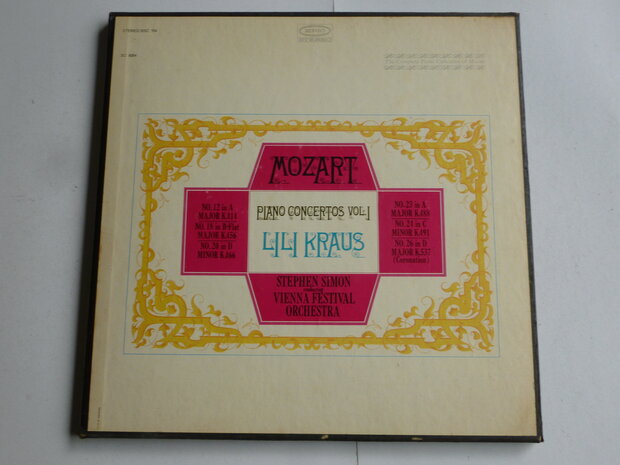 EPIC
MOZART
PIANO CONCERTOS VOL. 1
LILI KRAUS
NO. 12 in A
MAJOR K.414
NO. 18 in B-Flat
MAJOR K.456
NO. 20 in D
MINOR K.466
NO. 23 in A
MAJOR K.488
NO. 24 in C
MINOR K.491
NO. 26 in D
MAJOR K.537
(Coronation)
STEPHEN SIMON
conducting
VIENNA FESTIVAL
ORCHESTRA